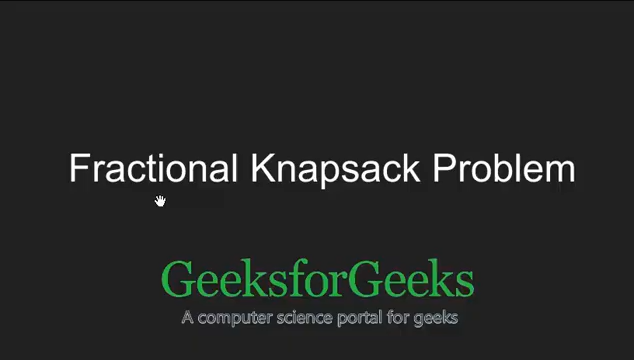 Fractional Knapsack Problem
GeeksforGeeks
A computer science portal for geeks